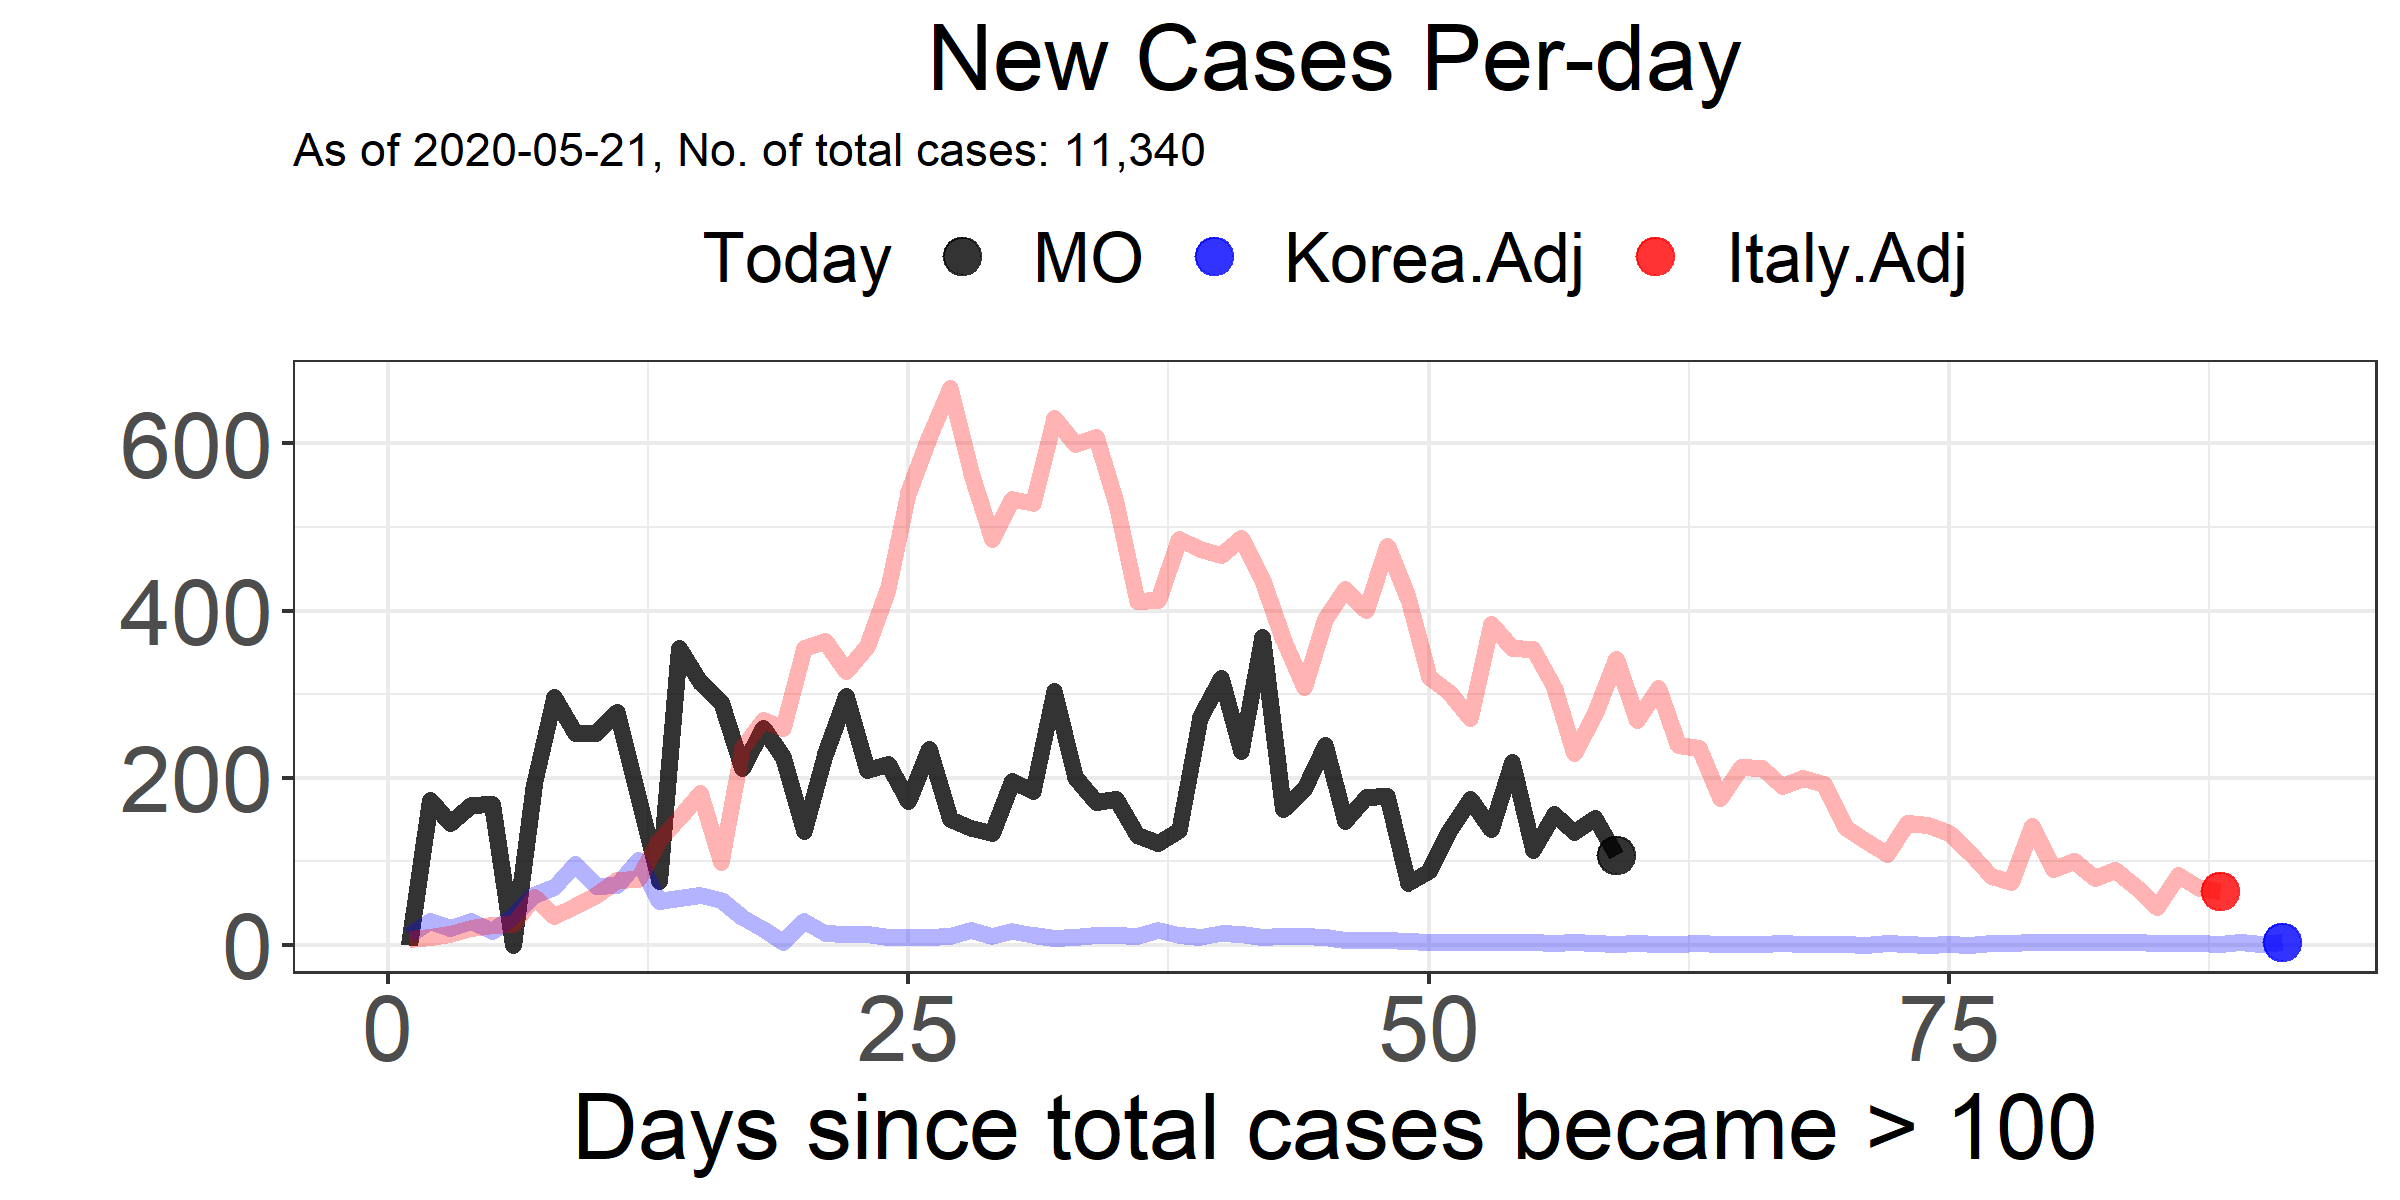 New Cases Per-day
As of 2020-05-21, No. of total cases: 11,340
Today MO Korea.Adj Italy.Adj
600
400
200
0
0 25 50 75
Days since total cases became > 100